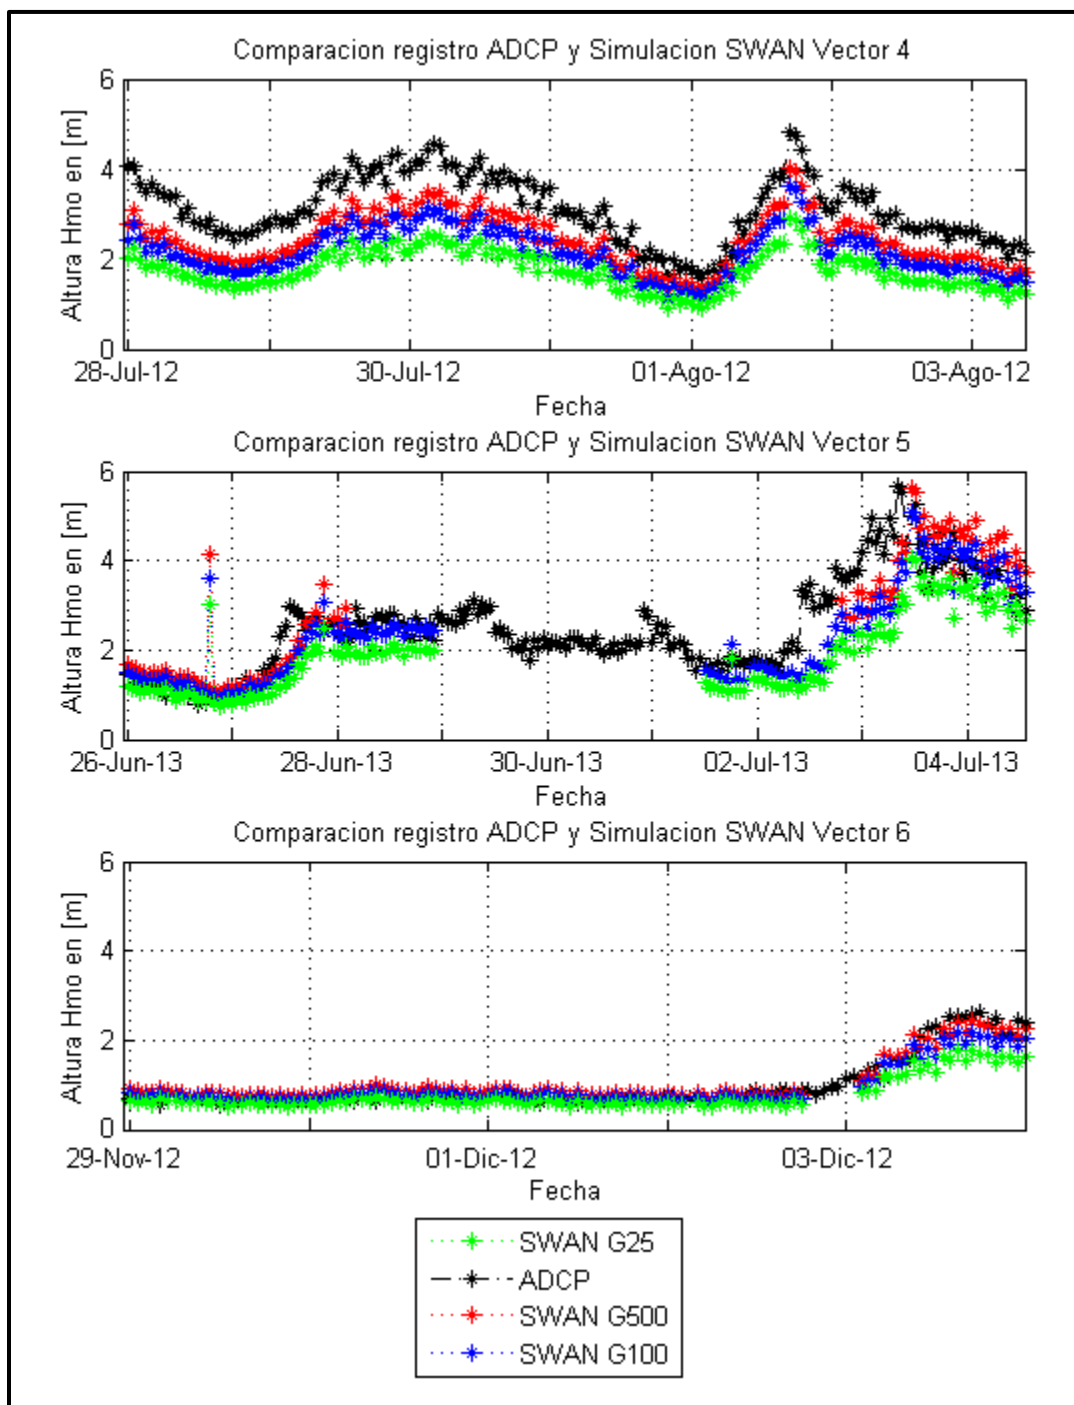 Comparacion registro ADCP y Simulacion SWAN Vector 4
Altura Hmo en [m]
6
4
2
0
28-Jul-12 30-Jul-12 01-Ago-12 03-Ago-12
Fecha
Comparacion registro ADCP y Simulacion SWAN Vector 5
Altura Hmo en [m]
6
4
2
0
26-Jun-13 28-Jun-13 30-Jun-13 02-Jul-13 04-Jul-13
Fecha
Comparacion registro ADCP y Simulacion SWAN Vector 6
Altura Hmo en [m]
6
4
2
0
29-Nov-12 01-Dic-12 03-Dic-12
Fecha
SWAN G25
ADCP
SWAN G500
SWAN G100